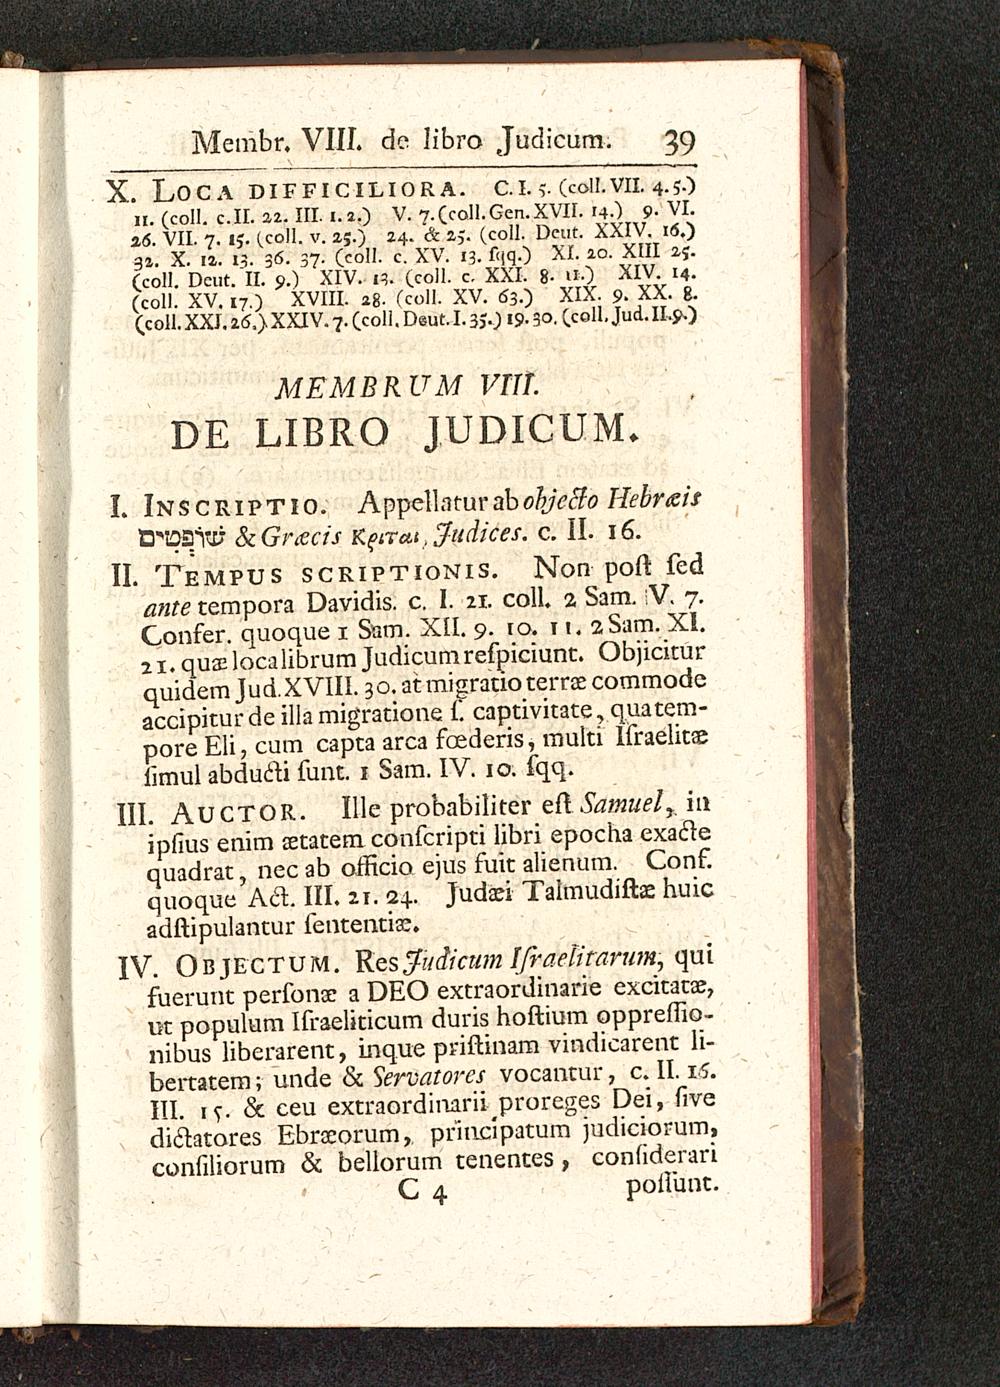 Membr. VIII. de libro Judicum. 39
X. LOCA DIFFICILIORA. C. I. 5. (coll. VII. 4. 5.)
11. (coll. c. II. 22. III. 1. 2.) V. 7. (coll. Gen. XVII. 14.) 9. VI.
26. VII. 7. 15. (coll. v. 25.) 24. & 25. (coll. Deut. XXIV. 16.)
32. X. 12. 13. 36. 37. (coll. c. XV. 13. ſqq.) XI. 20. XIII 25.
(coll. Deut. II. 9.) XIV. 13. (coll. c. XXI. 8. 11.) XIV. 14.
(coll. XV. 17.) XVIII. 28. (coll. XV. 63.) XIX. 9. XX. 8.
(coll. XXI. 26.) XXIV. 7. (coll. Deut. I. 35.) 19. 30. (coll. Jud. II. 9.)
MEMBRUM VIII.
DE LIBRO JUDICUM.
I. INSCRIPTIO. Appellatur ab objecto Hebræis
שׁוֹפְטִים & Græcis Κριται, Judices. c. II. 16.
II. TEMPUS SCRIPTIONIS. Non poſt ſed
ante tempora Davidis. c. I. 21. coll. 2 Sam. V. 7.
Confer. quoque 1 Sam. XII. 9. 10. 11. 2 Sam. XI.
21. quæ loca librum Judicum reſpiciunt. Objicitur
quidem Jud. XVIII. 30. at migratio terræ commode
accipitur de illa migratione ſ. captivitate, qua tem-
pore Eli, cum capta arca fœderis, multi Iſraelitæ
ſimul abducti ſunt. 1 Sam. IV. 10. ſqq.
III. AUCTOR. Ille probabiliter eſt Samuel, in
ipſius enim ætatem conſcripti libri epocha exacte
quadrat, nec ab officio ejus fuit alienum. Conf.
quoque Act. III. 21. 24. Judæi Talmudiſtæ huic
adſtipulantur ſententiæ.
IV. OBJECTUM. Res Judicum Iſraelitarum, qui
fuerunt perſonæ a DEO extraordinarie excitatæ,
ut populum Iſraeliticum duris hoſtium oppreſſio-
nibus liberarent, inque priſtinam vindicarent li-
bertatem; unde & Servatores vocantur, c. II. 16.
III. 15. & ceu extraordinarii proreges Dei, ſive
dictatores Ebræorum, principatum judiciorum,
conſiliorum & bellorum tenentes, conſiderari
C 4 poſſunt.